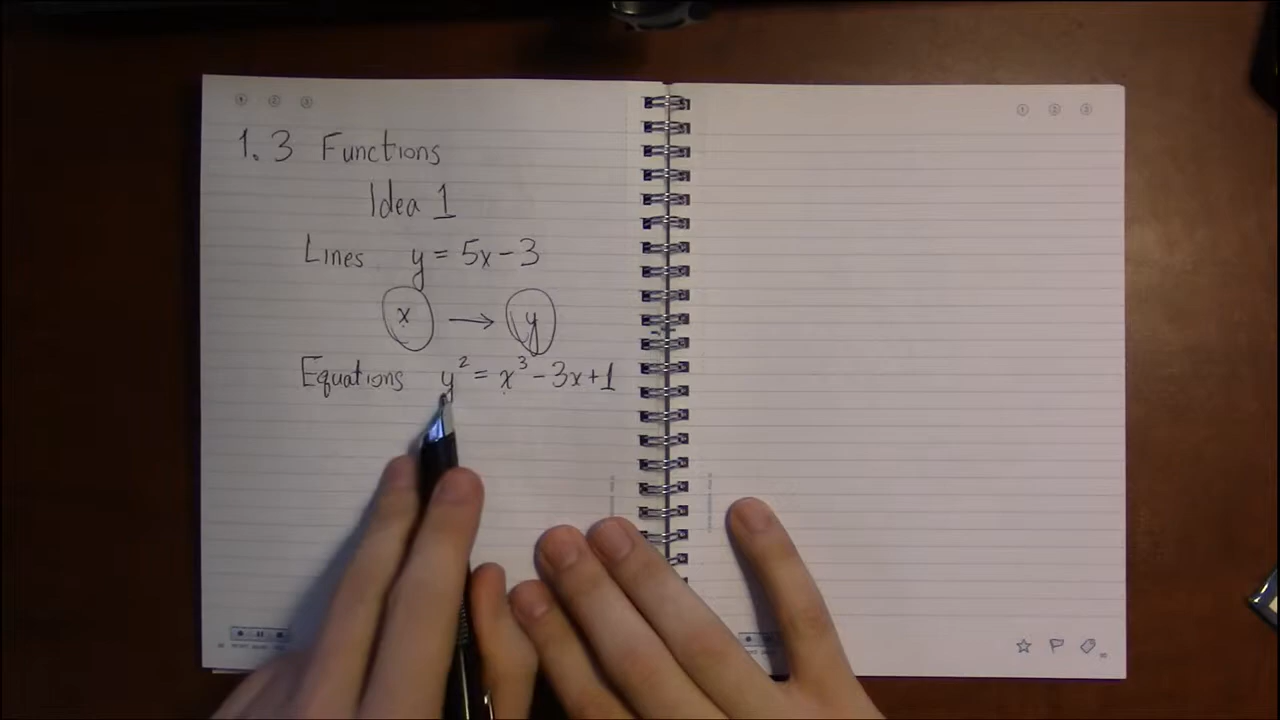 1.3 Functions
Idea 1
Lines y = 5x - 3
x → y
Equations y² = x³ - 3x + 1